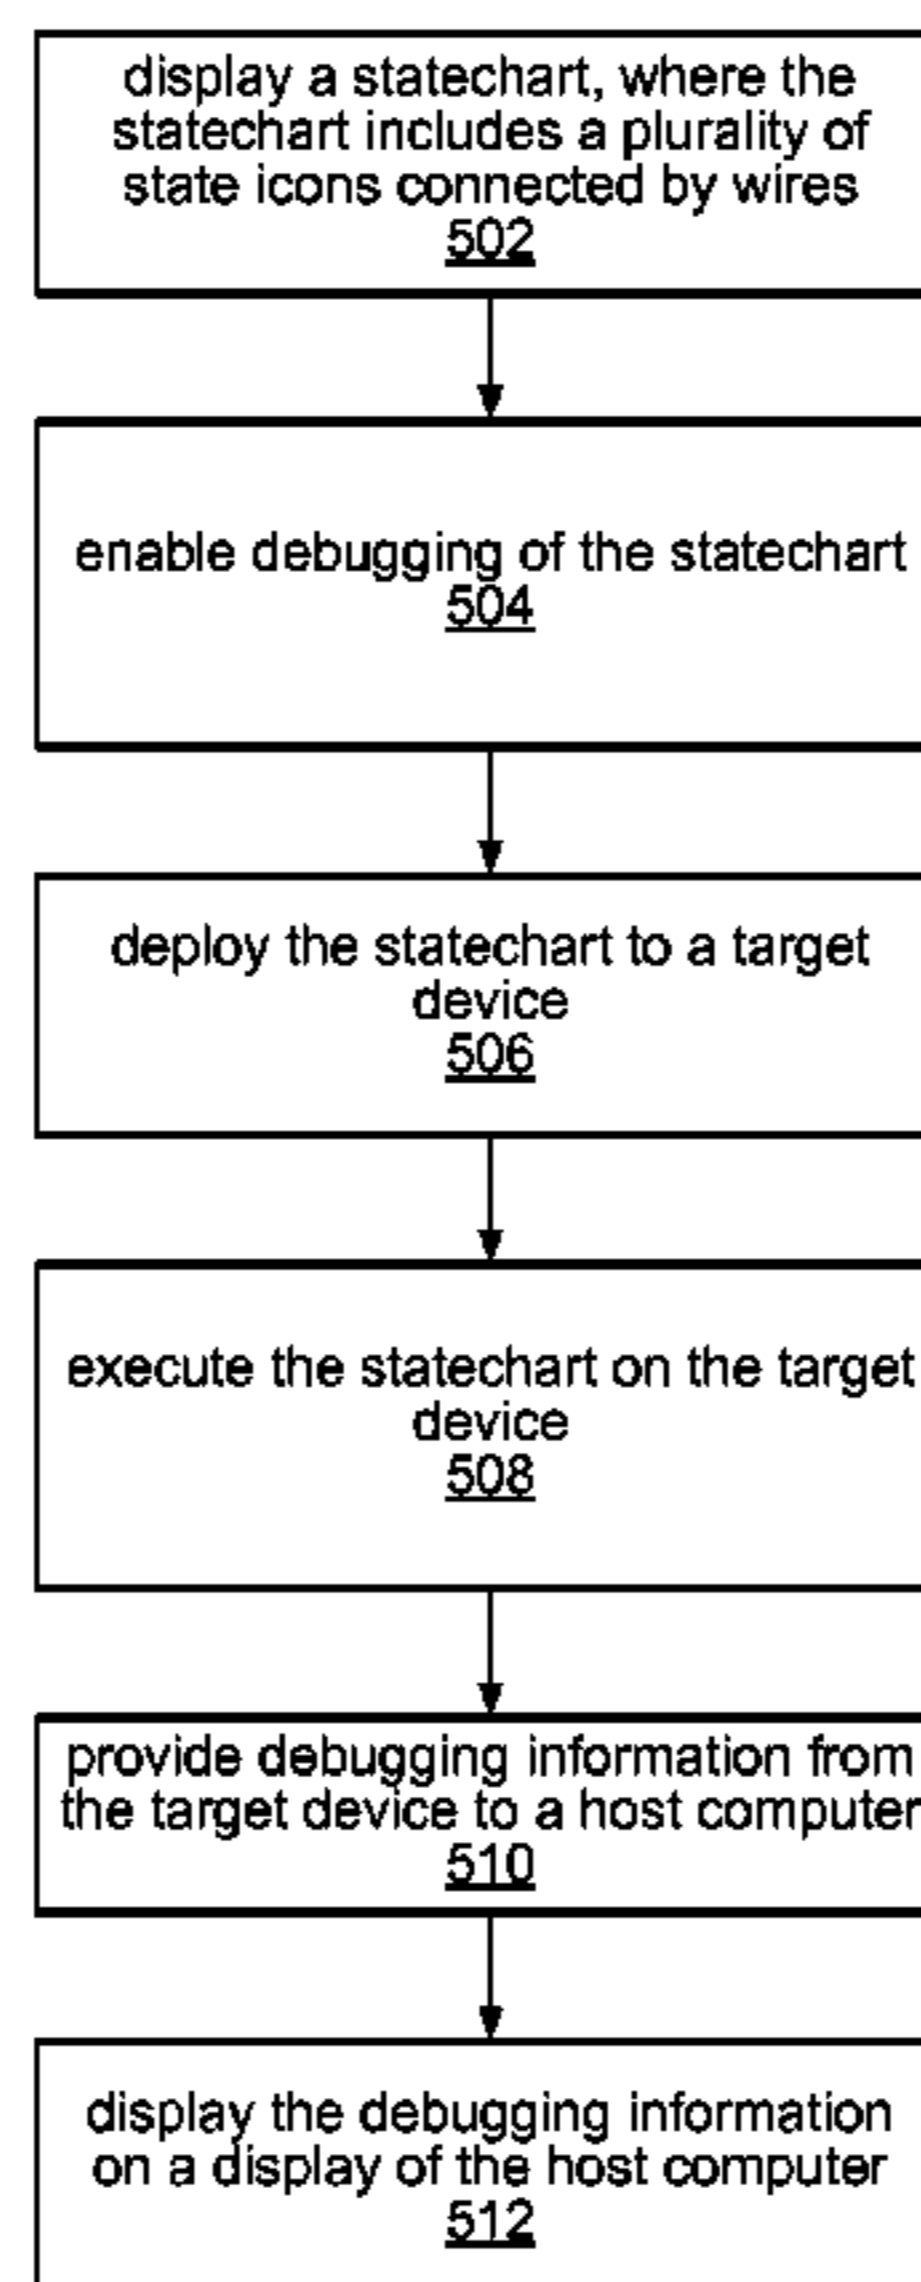 display a statechart, where the
statechart includes a plurality of
state icons connected by wires
502
enable debugging of the statechart
504
deploy the statechart to a target
device
506
execute the statechart on the target
device
508
provide debugging information from
the target device to a host computer
510
display the debugging information
on a display of the host computer
512